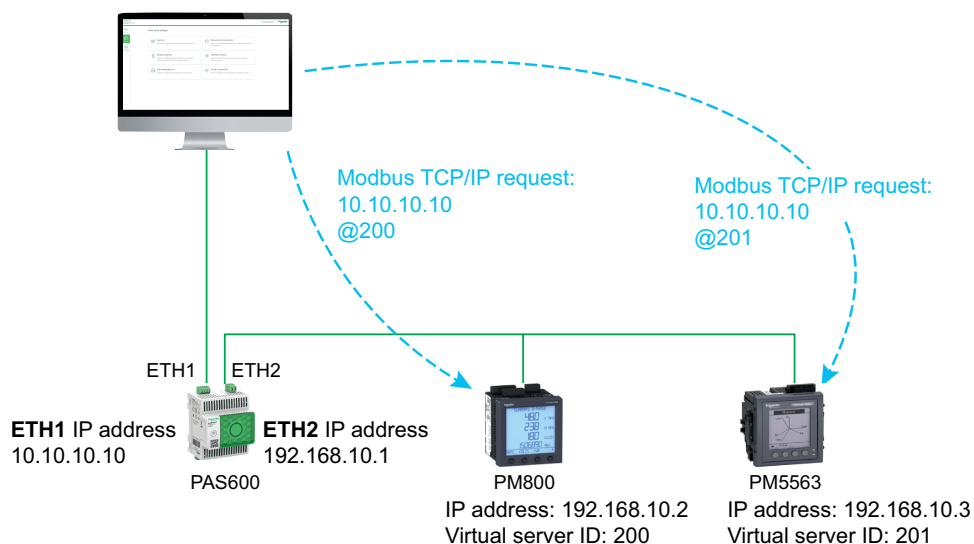 Modbus TCP/IP request:
10.10.10.10
@200
Modbus TCP/IP request:
10.10.10.10
@201
ETH1
ETH2
ETH1 IP address
10.10.10.10
ETH2 IP address
192.168.10.1
PAS600
PM800
IP address: 192.168.10.2
Virtual server ID: 200
PM5563
IP address: 192.168.10.3
Virtual server ID: 201